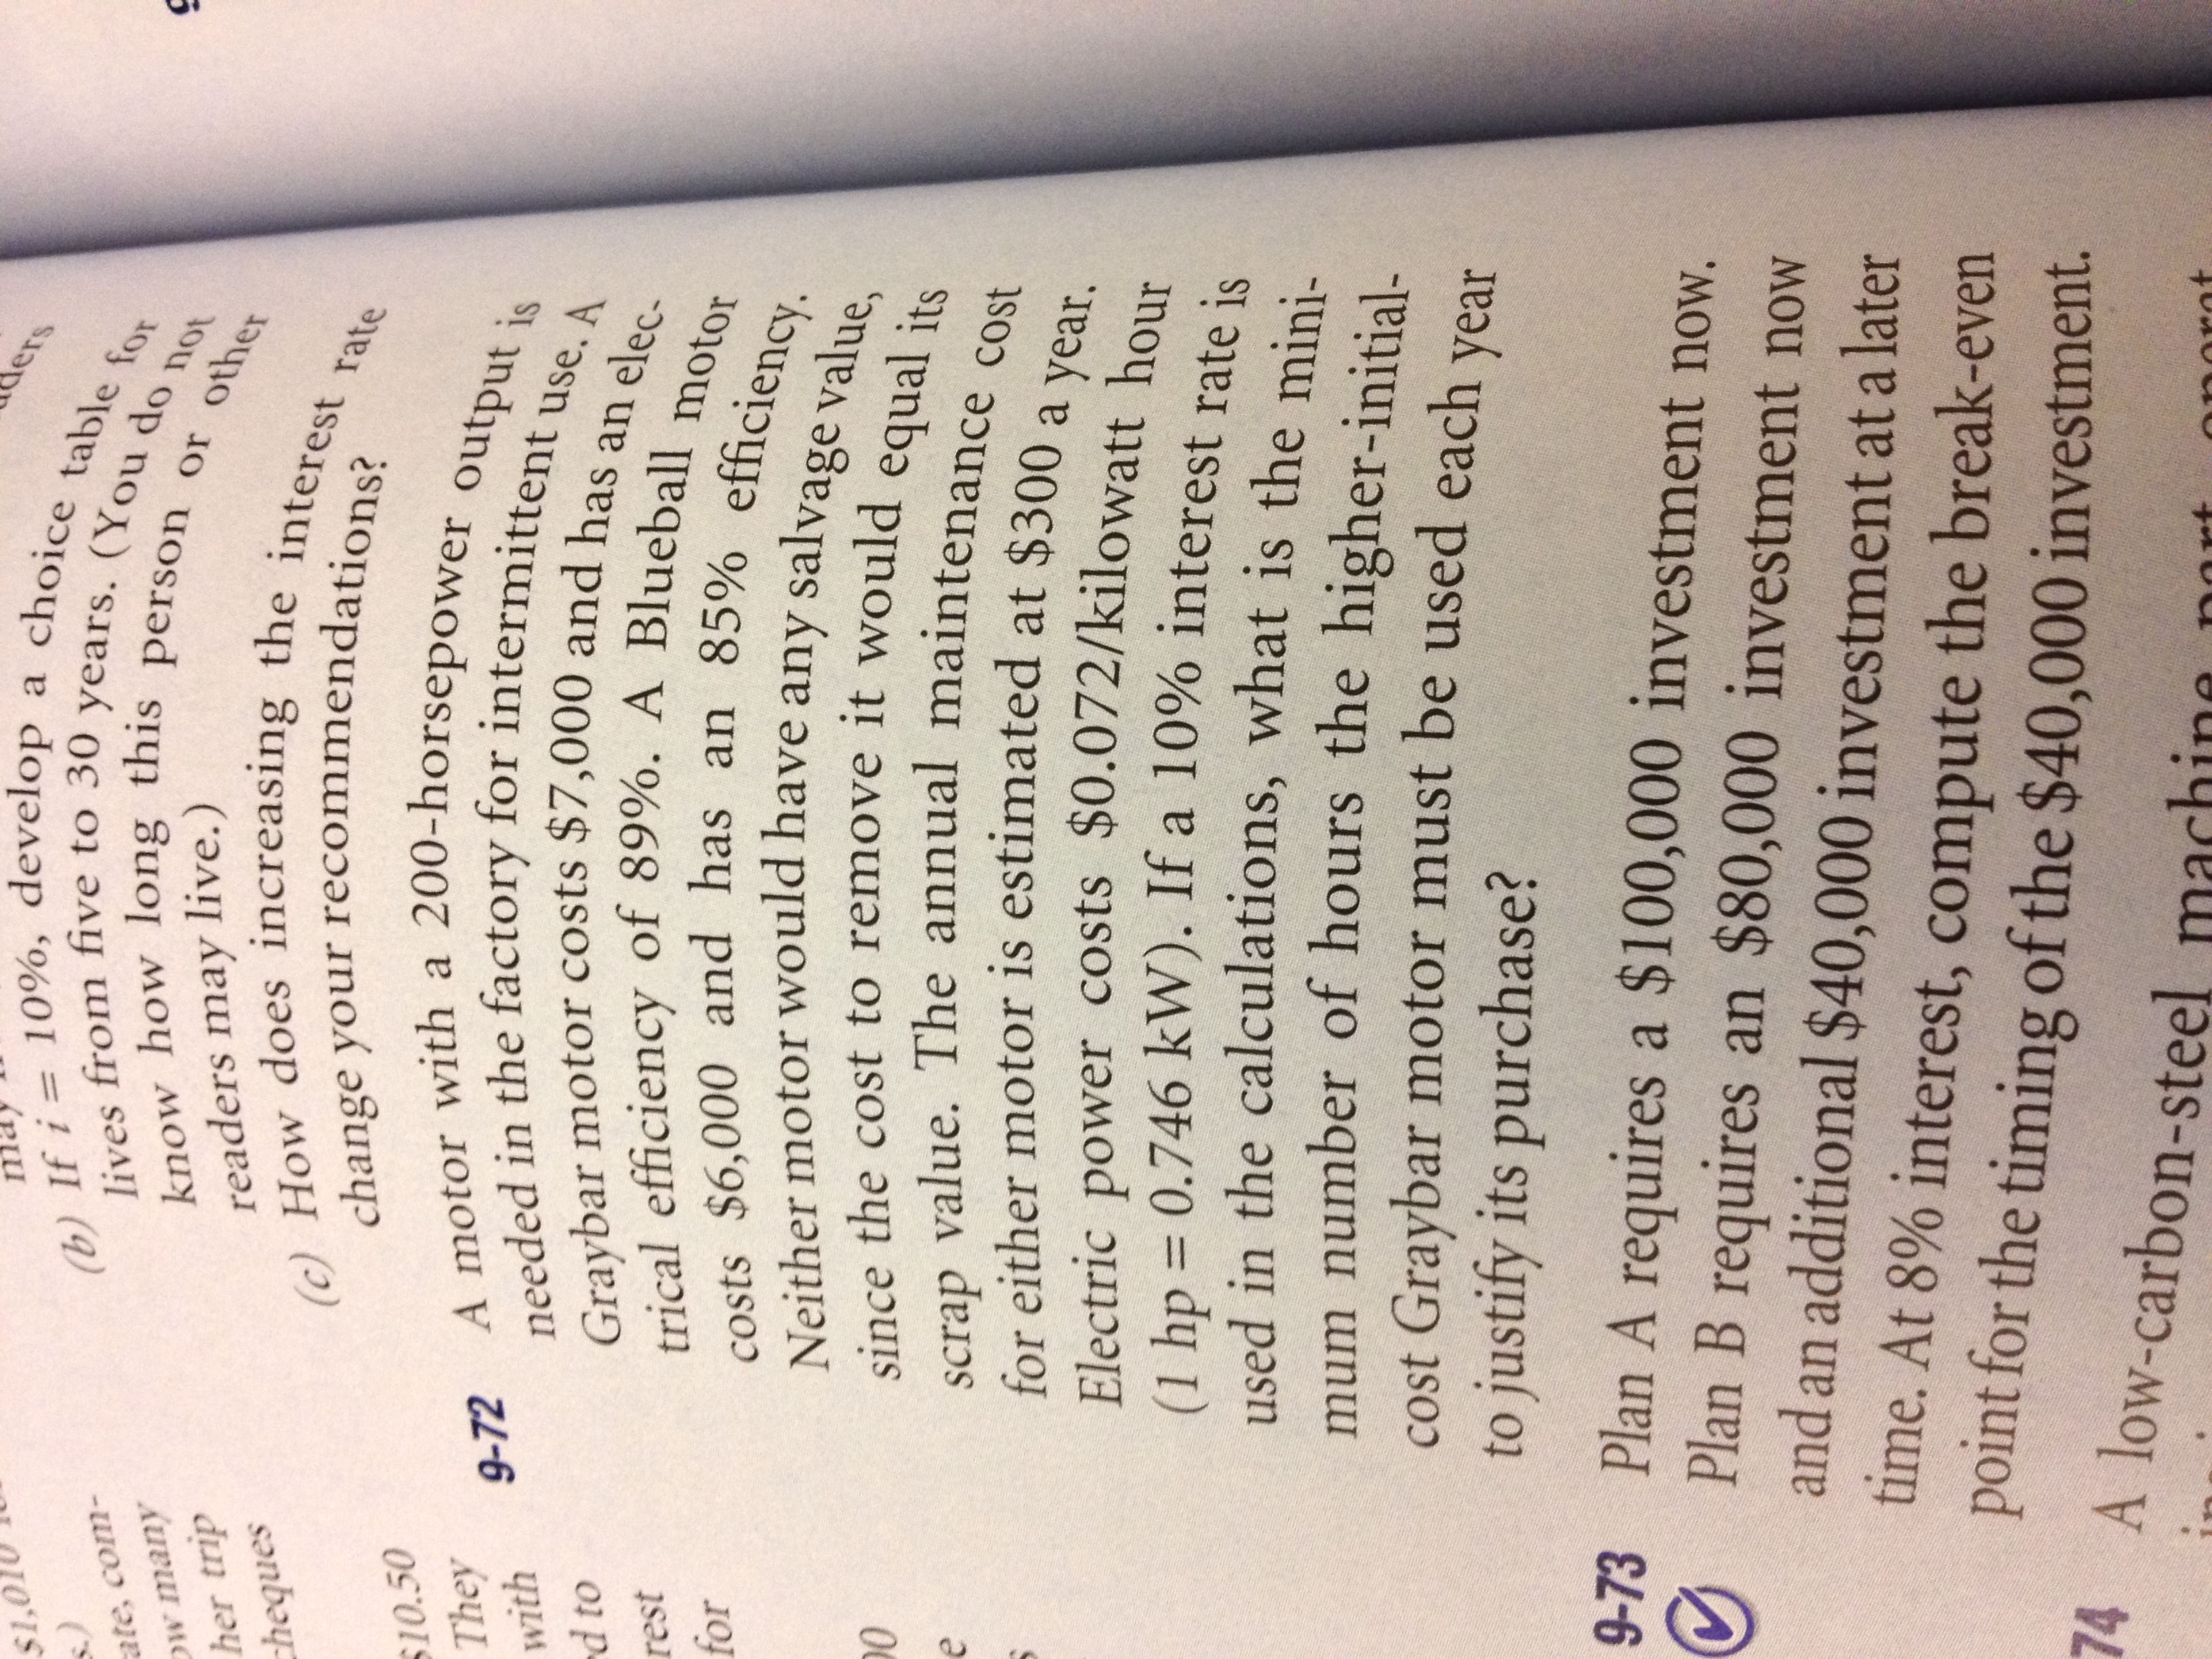 $1,010
s.)
ate, com-
ow many
her trip
cheques
$10.50
They
with
ed to
rest
for
00
e
s
may
(b) If i = 10%, develop a choice table for
lives from five to 30 years. (You do not
know how long this person or other
readers may live.)
(c) How does increasing the interest rate
change your recommendations?
9-72 A motor with a 200-horsepower output is
needed in the factory for intermittent use. A
Graybar motor costs $7,000 and has an elec-
trical efficiency of 89%. A Blueball motor
costs $6,000 and has an 85% efficiency.
Neither motor would have any salvage value,
since the cost to remove it would equal its
scrap value. The annual maintenance cost
for either motor is estimated at $300 a year.
Electric power costs $0.072/kilowatt hour
(1 hp = 0.746 kW). If a 10% interest rate is
used in the calculations, what is the mini-
mum number of hours the higher-initial-
cost Graybar motor must be used each year
to justify its purchase?
9-73 Plan A requires a $100,000 investment now.
Plan B requires an $80,000 investment now
and an additional $40,000 investment at a later
time. At 8% interest, compute the break-even
point for the timing of the $40,000 investment.
74 A low-carbon-steel machine part operat